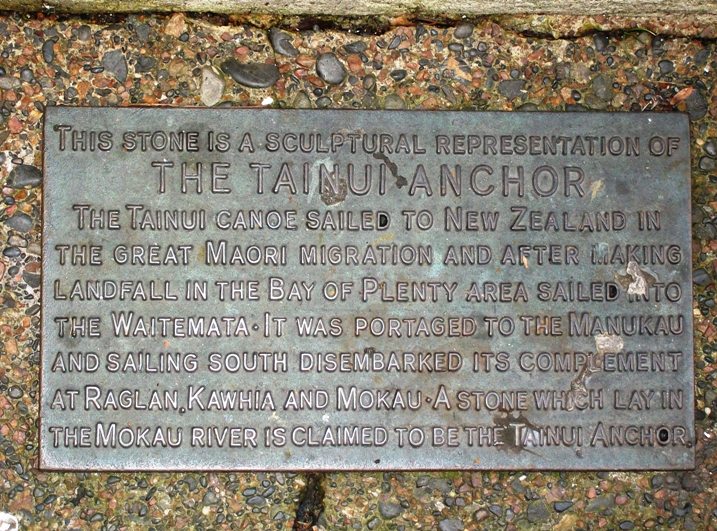 THIS STONE IS A SCULPTURAL REPRESENTATION OF
THE TAINUI ANCHOR
THE TAINUI CANOE SAILED TO NEW ZEALAND IN
THE GREAT MAORI MIGRATION AND AFTER MAKING
LANDFALL IN THE BAY OF PLENTY AREA SAILED INTO
THE WAITEMATA · IT WAS PORTAGED TO THE MANUKAU
AND SAILING SOUTH DISEMBARKED ITS COMPLEMENT
AT RAGLAN, KAWHIA AND MOKAU · A STONE WHICH LAY IN
THE MOKAU RIVER IS CLAIMED TO BE THE TAINUI ANCHOR.